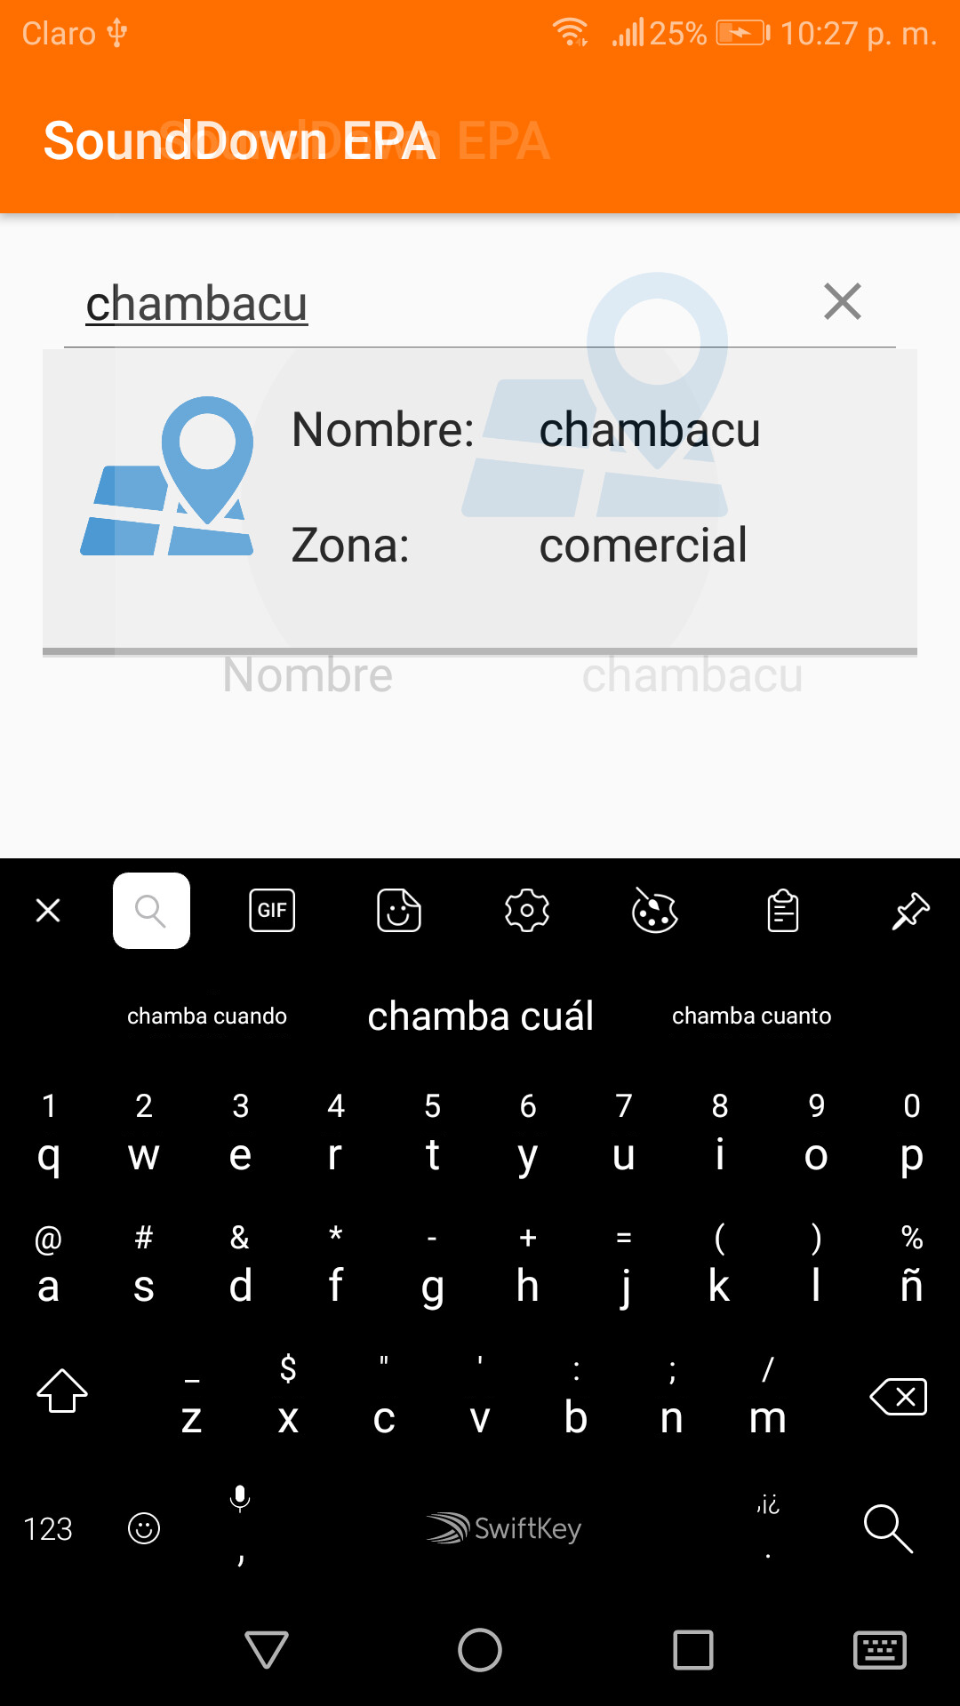 Claro 25% 10:27 p. m.
SoundDown EPA SoundDown EPA
chambacu
Nombre: chambacu
Zona: comercial
Nombre chambacu
GIF
chamba cuando chamba cuál chamba cuanto
1 2 3 4 5 6 7 8 9 0
q w e r t y u i o p
@ # & * - + = ( ) %
a s d f g h j k l ñ
_ $ " ' : ; /
z x c v b n m
123 , SwiftKey ,¡¿ .